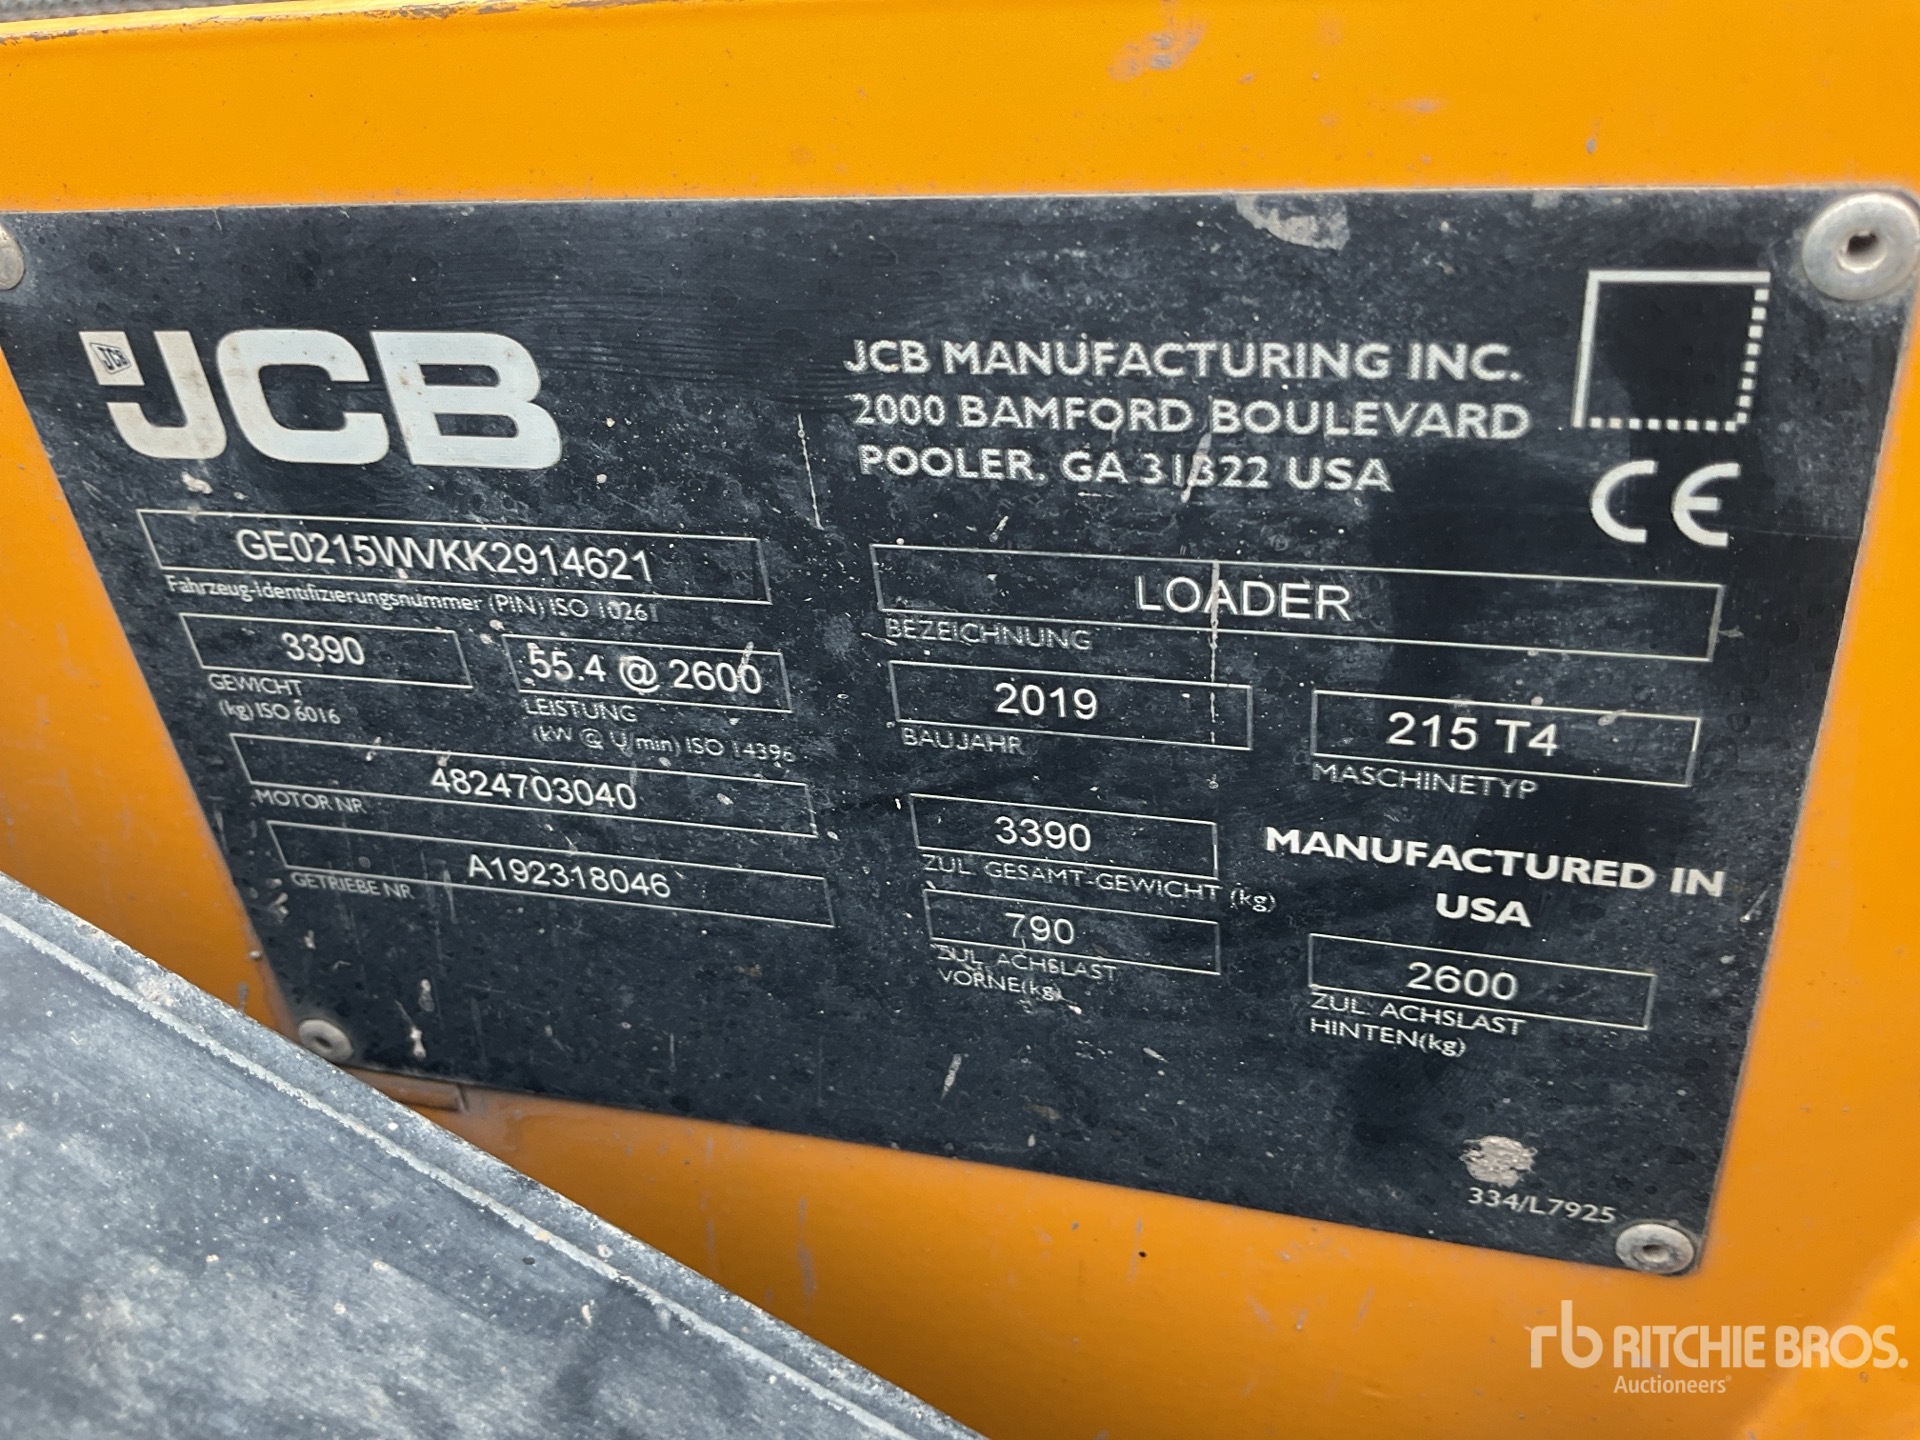 JCB
JCB
JCB MANUFACTURING INC.
2000 BAMFORD BOULEVARD
POOLER, GA 31322 USA
CE
GE0215WVKK2914621
Fahrzeug-Identifizierungsnummer (PIN) ISO 10261
3390
GEWICHT
(kg) ISO 6016
55.4 @ 2600
LEISTUNG
(kW @ U/min) ISO 14396
4824703040
MOTOR NR
A192318046
GETRIEBE NR
LOADER
BEZEICHNUNG
2019
BAUJAHR
215 T4
MASCHINETYP
3390
ZUL. GESAMT-GEWICHT (kg)
MANUFACTURED IN
USA
790
ZUL. ACHSLAST
VORNE(kg)
2600
ZUL. ACHSLAST
HINTEN(kg)
334/L7925
rb RITCHIE BROS.
Auctioneers